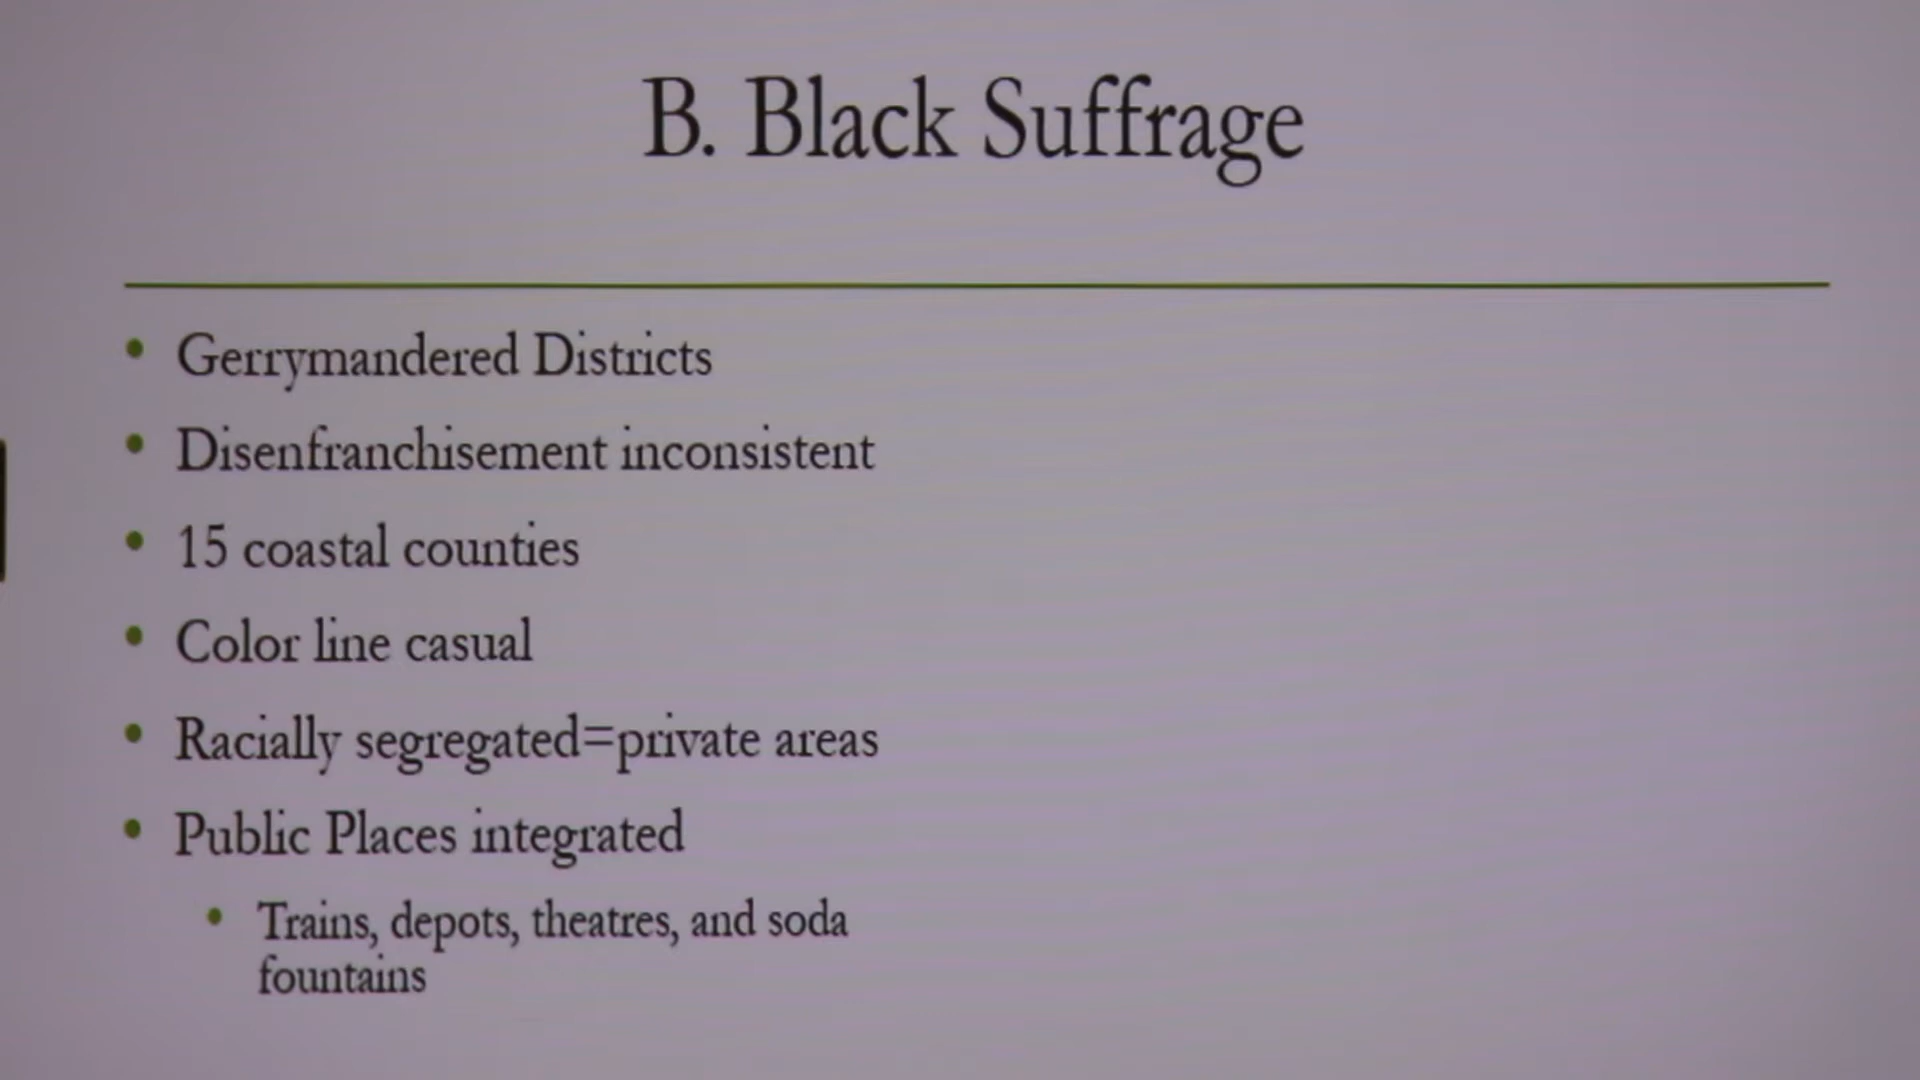 B. Black Suffrage
• Gerrymandered Districts
• Disenfranchisement inconsistent
• 15 coastal counties
• Color line casual
• Racially segregated=private areas
• Public Places integrated
• Trains, depots, theatres, and soda
fountains